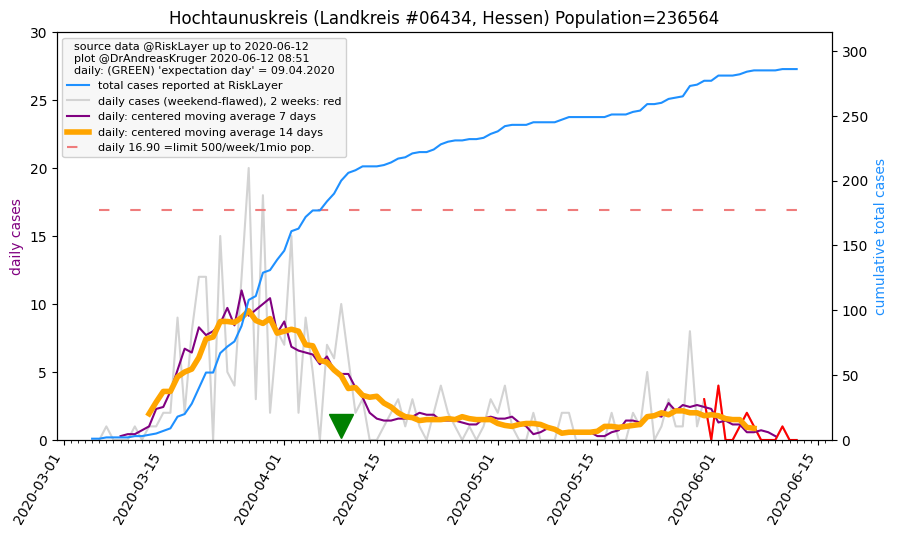 Hochtaunuskreis (Landkreis #06434, Hessen) Population=236564
source data @RiskLayer up to 2020-06-12
plot @DrAndreasKruger 2020-06-12 08:51
daily: (GREEN) 'expectation day' = 09.04.2020
total cases reported at RiskLayer
daily cases (weekend-flawed), 2 weeks: red
daily: centered moving average 7 days
daily: centered moving average 14 days
daily 16.90 =limit 500/week/1mio pop.
daily cases
30
25
20
15
10
5
0
cumulative total cases
300
250
200
150
100
50
0
2020-03-01
2020-03-15
2020-04-01
2020-04-15
2020-05-01
2020-05-15
2020-06-01
2020-06-15